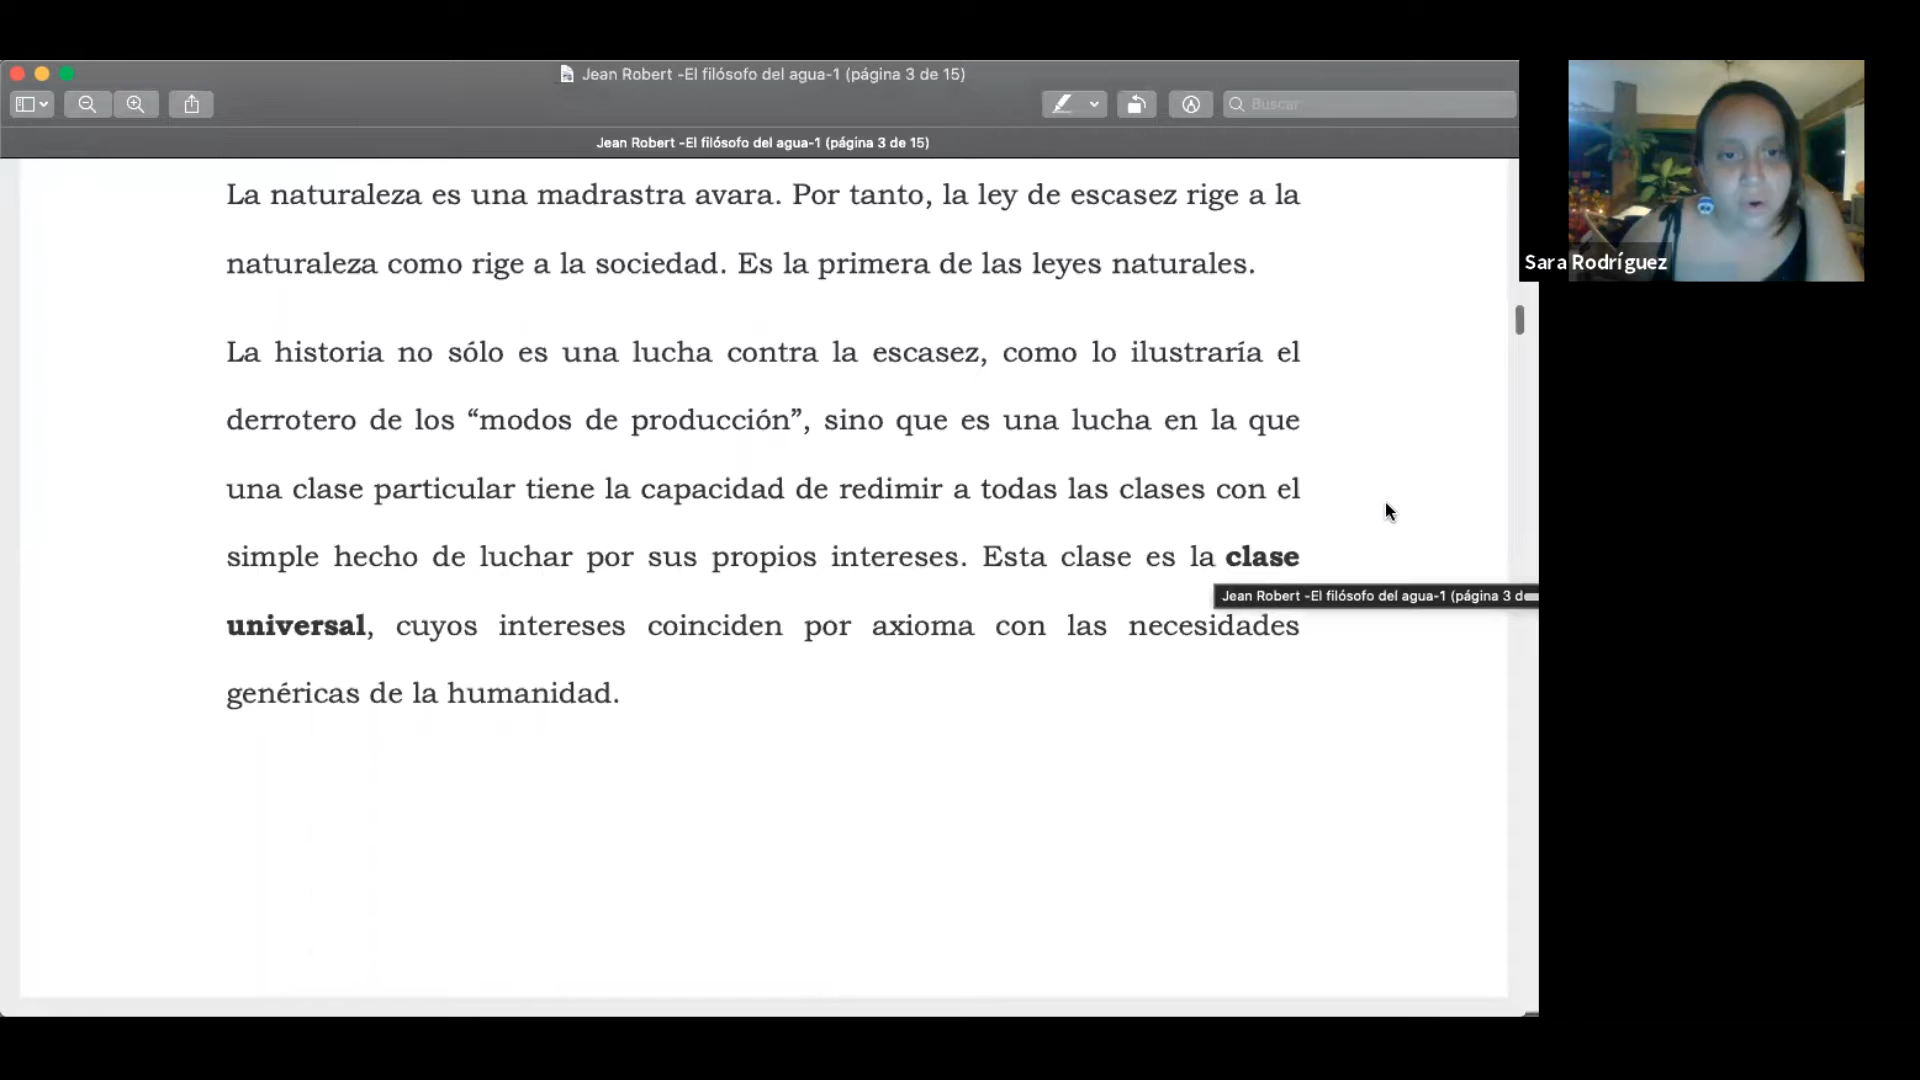 Jean Robert -El filósofo del agua-1 (página 3 de 15)
Buscar
Jean Robert -El filósofo del agua-1 (página 3 de 15)
La naturaleza es una madrastra avara. Por tanto, la ley de escasez rige a la
naturaleza como rige a la sociedad. Es la primera de las leyes naturales.
La historia no sólo es una lucha contra la escasez, como lo ilustraría el
derrotero de los “modos de producción”, sino que es una lucha en la que
una clase particular tiene la capacidad de redimir a todas las clases con el
simple hecho de luchar por sus propios intereses. Esta clase es la clase
universal, cuyos intereses coinciden por axioma con las necesidades
genéricas de la humanidad.
Jean Robert -El filósofo del agua-1 (página 3 d
Sara Rodríguez